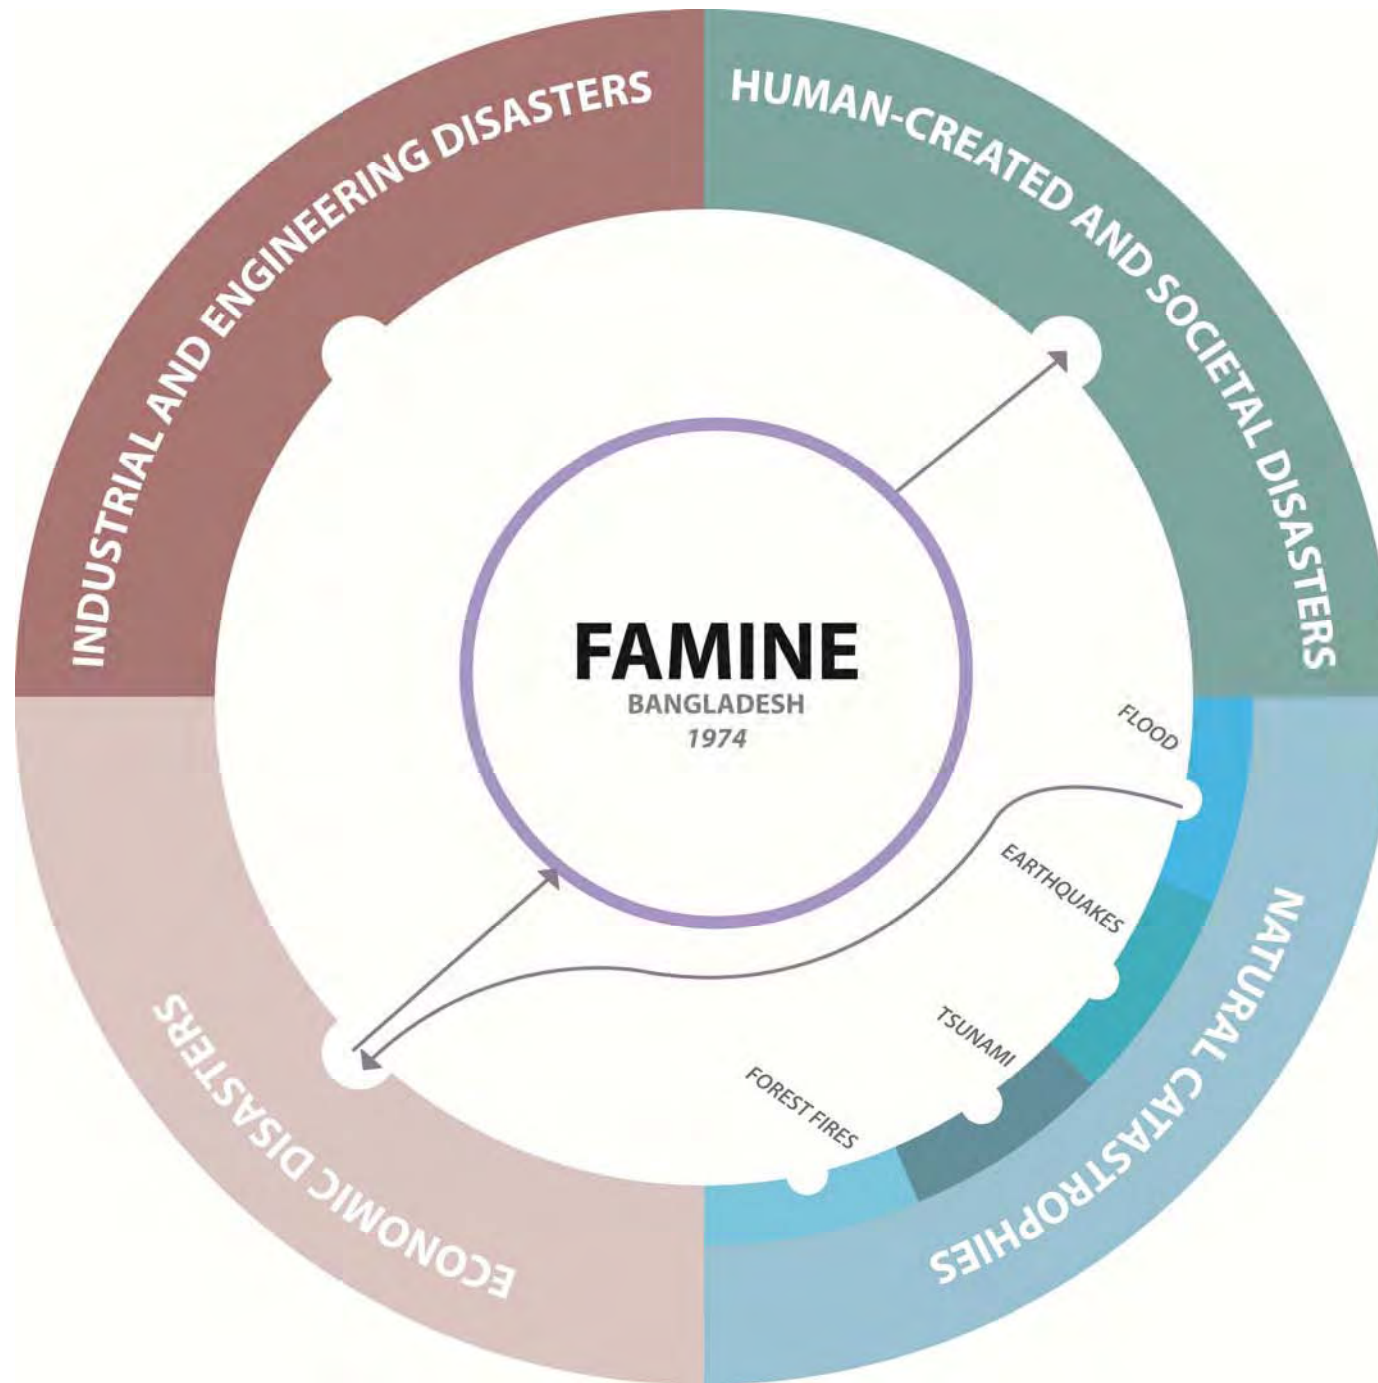 INDUSTRIAL AND ENGINEERING DISASTERS
HUMAN-CREATED AND SOCIETAL DISASTERS
FAMINE
BANGLADESH
1974
FLOOD
EARTHQUAKES
TSUNAMI
FOREST FIRES
NATURAL CATASTROPHIES
ECONOMIC DISASTERS